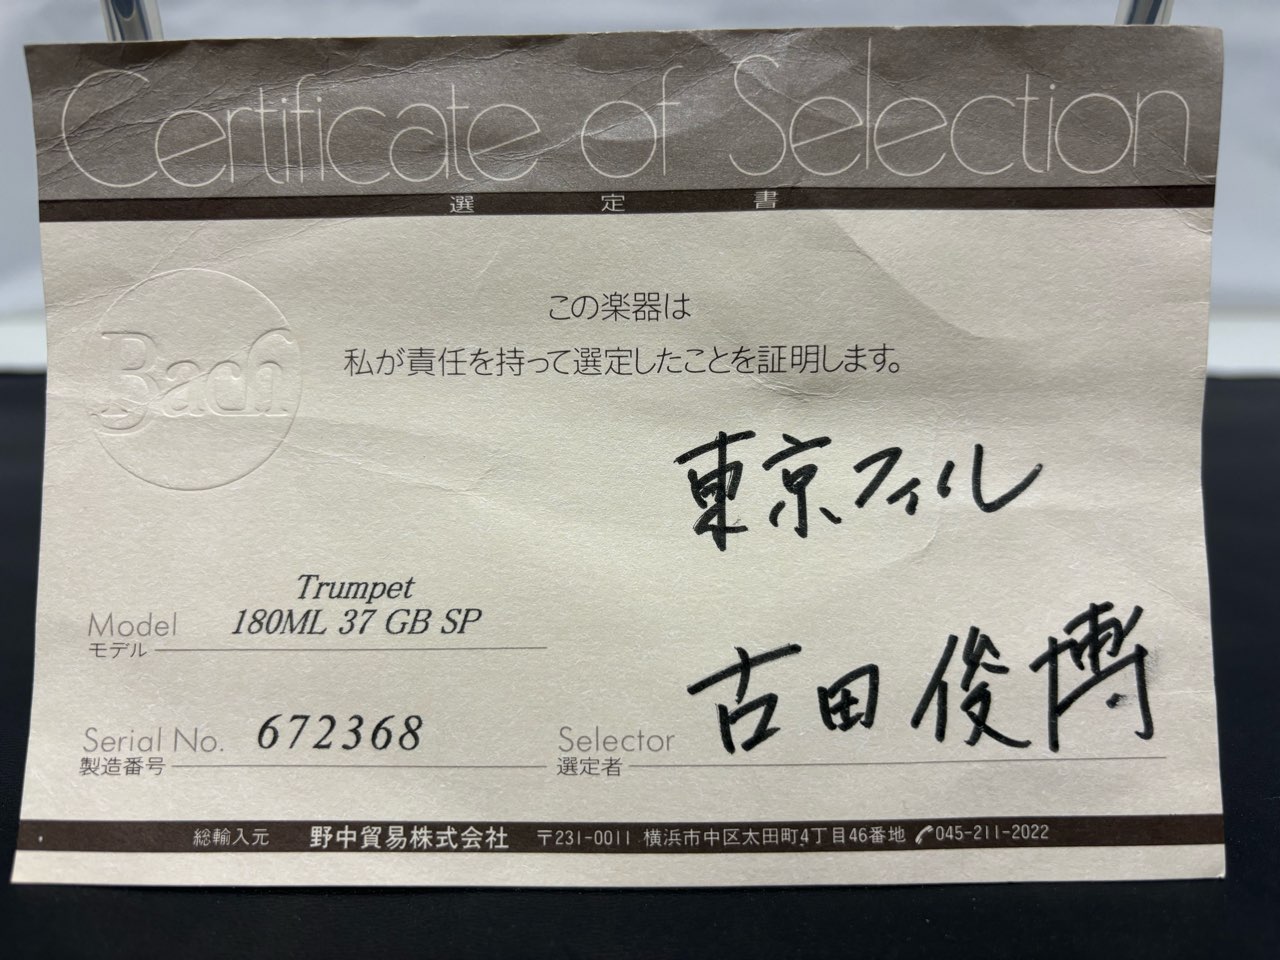 Certificate of Selection
選定書
Bach
この楽器は
私が責任を持って選定したことを証明します。
東京フィル
Trumpet
Model 180ML 37 GB SP
モデル
古田俊博
Serial No. 672368
製造番号
Selector
選定者
総輸入元 野中貿易株式会社 〒231-0011 横浜市中区太田町4丁目46番地 045-211-2022